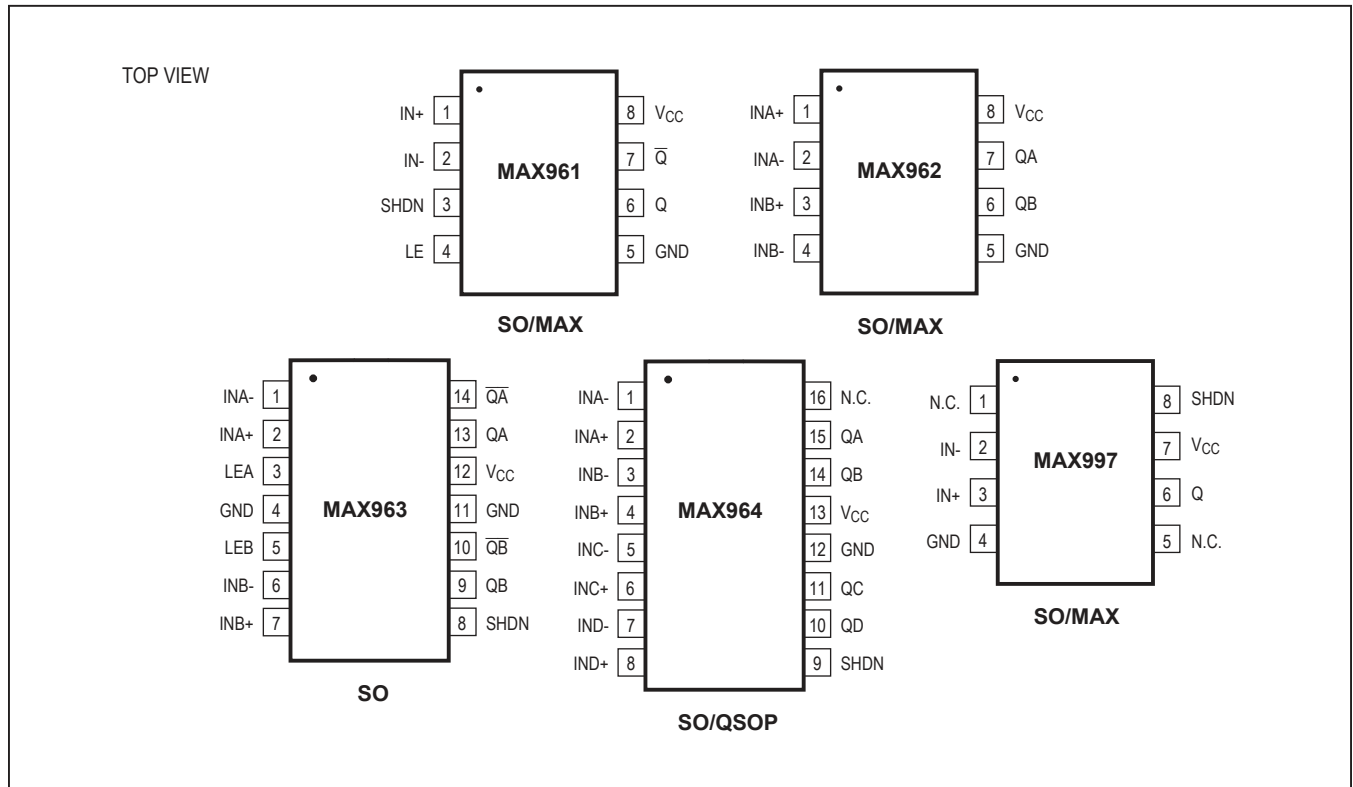 TOP VIEW
IN+ 1
IN- 2
SHDN 3
LE 4
MAX961
8 VCC
7 Q̅
6 Q
5 GND
SO/MAX
INA+ 1
INA- 2
INB+ 3
INB- 4
MAX962
8 VCC
7 QA
6 QB
5 GND
SO/MAX
INA- 1
INA+ 2
LEA 3
GND 4
LEB 5
INB- 6
INB+ 7
MAX963
14 Q̅A̅
13 QA
12 VCC
11 GND
10 Q̅B̅
9 QB
8 SHDN
SO
INA- 1
INA+ 2
INB- 3
INB+ 4
INC- 5
INC+ 6
IND- 7
IND+ 8
MAX964
16 N.C.
15 QA
14 QB
13 VCC
12 GND
11 QC
10 QD
9 SHDN
SO/QSOP
N.C. 1
IN- 2
IN+ 3
GND 4
MAX997
8 SHDN
7 VCC
6 Q
5 N.C.
SO/MAX